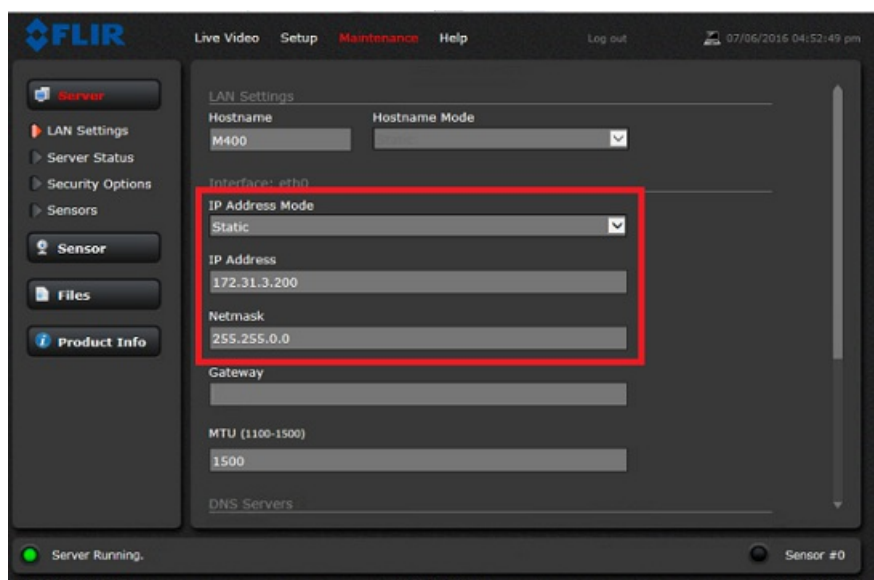 FLIR
Live Video Setup Maintenance Help Log out 07/06/2016 04:52:49 pm
Server
LAN Settings
Server Status
Security Options
Sensors
Sensor
Files
Product Info
LAN Settings
Hostname Hostname Mode
M400
Interface: eth0
IP Address Mode
Static
IP Address
172.31.3.200
Netmask
255.255.0.0
Gateway
MTU (1100-1500)
1500
DNS Servers
Server Running. Sensor #0